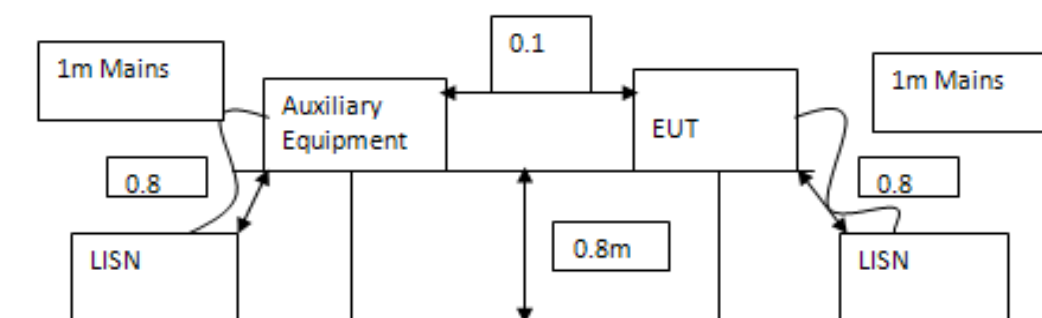 0.1
1m Mains
1m Mains
Auxiliary
Equipment
EUT
0.8
0.8
0.8m
LISN
LISN